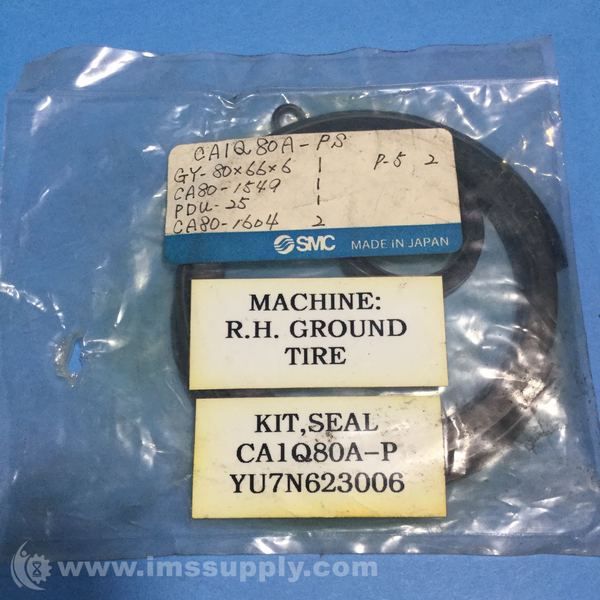 CA1Q80A-PS
GY-80×66×6 1 P-5 2
CA80-1549 1
PDU-25 1
CA80-1604 2
SMC MADE IN JAPAN
MACHINE:
R.H. GROUND
TIRE
KIT,SEAL
CA1Q80A-P
YU7N623006
www.imssupply.com